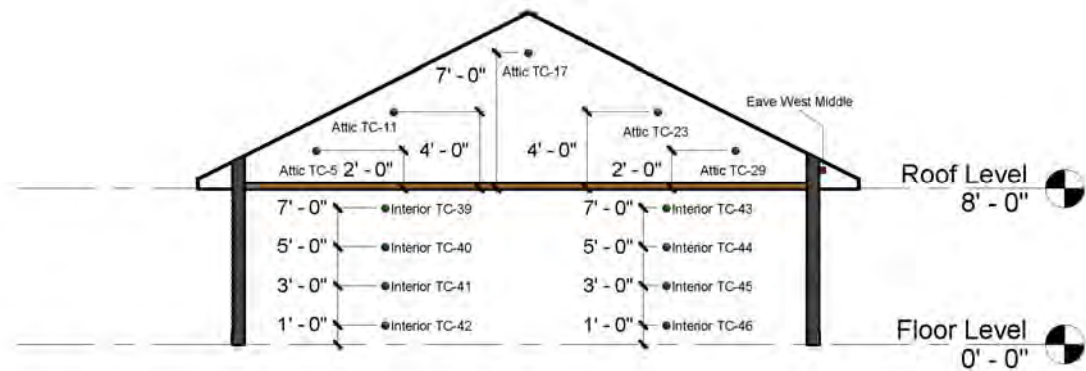 7' - 0" Attic TC-17
Eave West Middle
Attic TC-11 Attic TC-23
4' - 0" 4' - 0"
Attic TC-5 2' - 0" 2' - 0" Attic TC-29
Roof Level
8' - 0"
7' - 0" Interior TC-39 7' - 0" Interior TC-43
5' - 0" Interior TC-40 5' - 0" Interior TC-44
3' - 0" Interior TC-41 3' - 0" Interior TC-45
1' - 0" Interior TC-42 1' - 0" Interior TC-46
Floor Level
0' - 0"